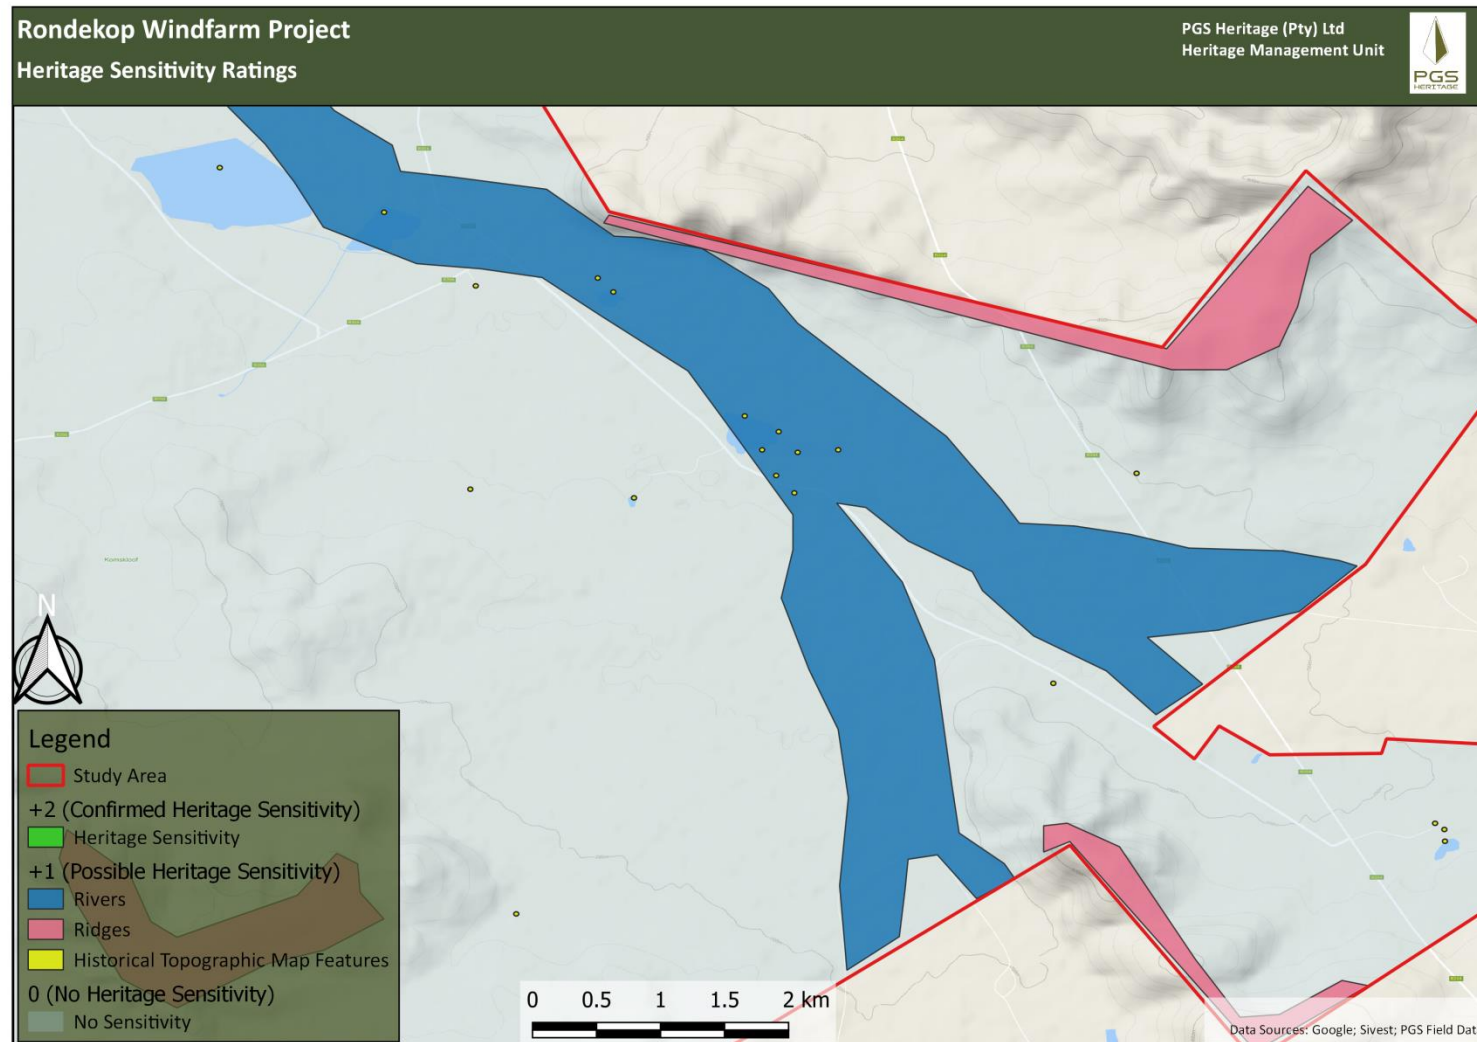 Rondekop Windfarm Project
Heritage Sensitivity Ratings
PGS Heritage (Pty) Ltd
Heritage Management Unit
PGS
HERITAGE
Komskloof
N
Legend
Study Area
+2 (Confirmed Heritage Sensitivity)
Heritage Sensitivity
+1 (Possible Heritage Sensitivity)
Rivers
Ridges
Historical Topographic Map Features
0 (No Heritage Sensitivity)
No Sensitivity
0 0.5 1 1.5 2 km
Data Sources: Google; Sivest; PGS Field Dat